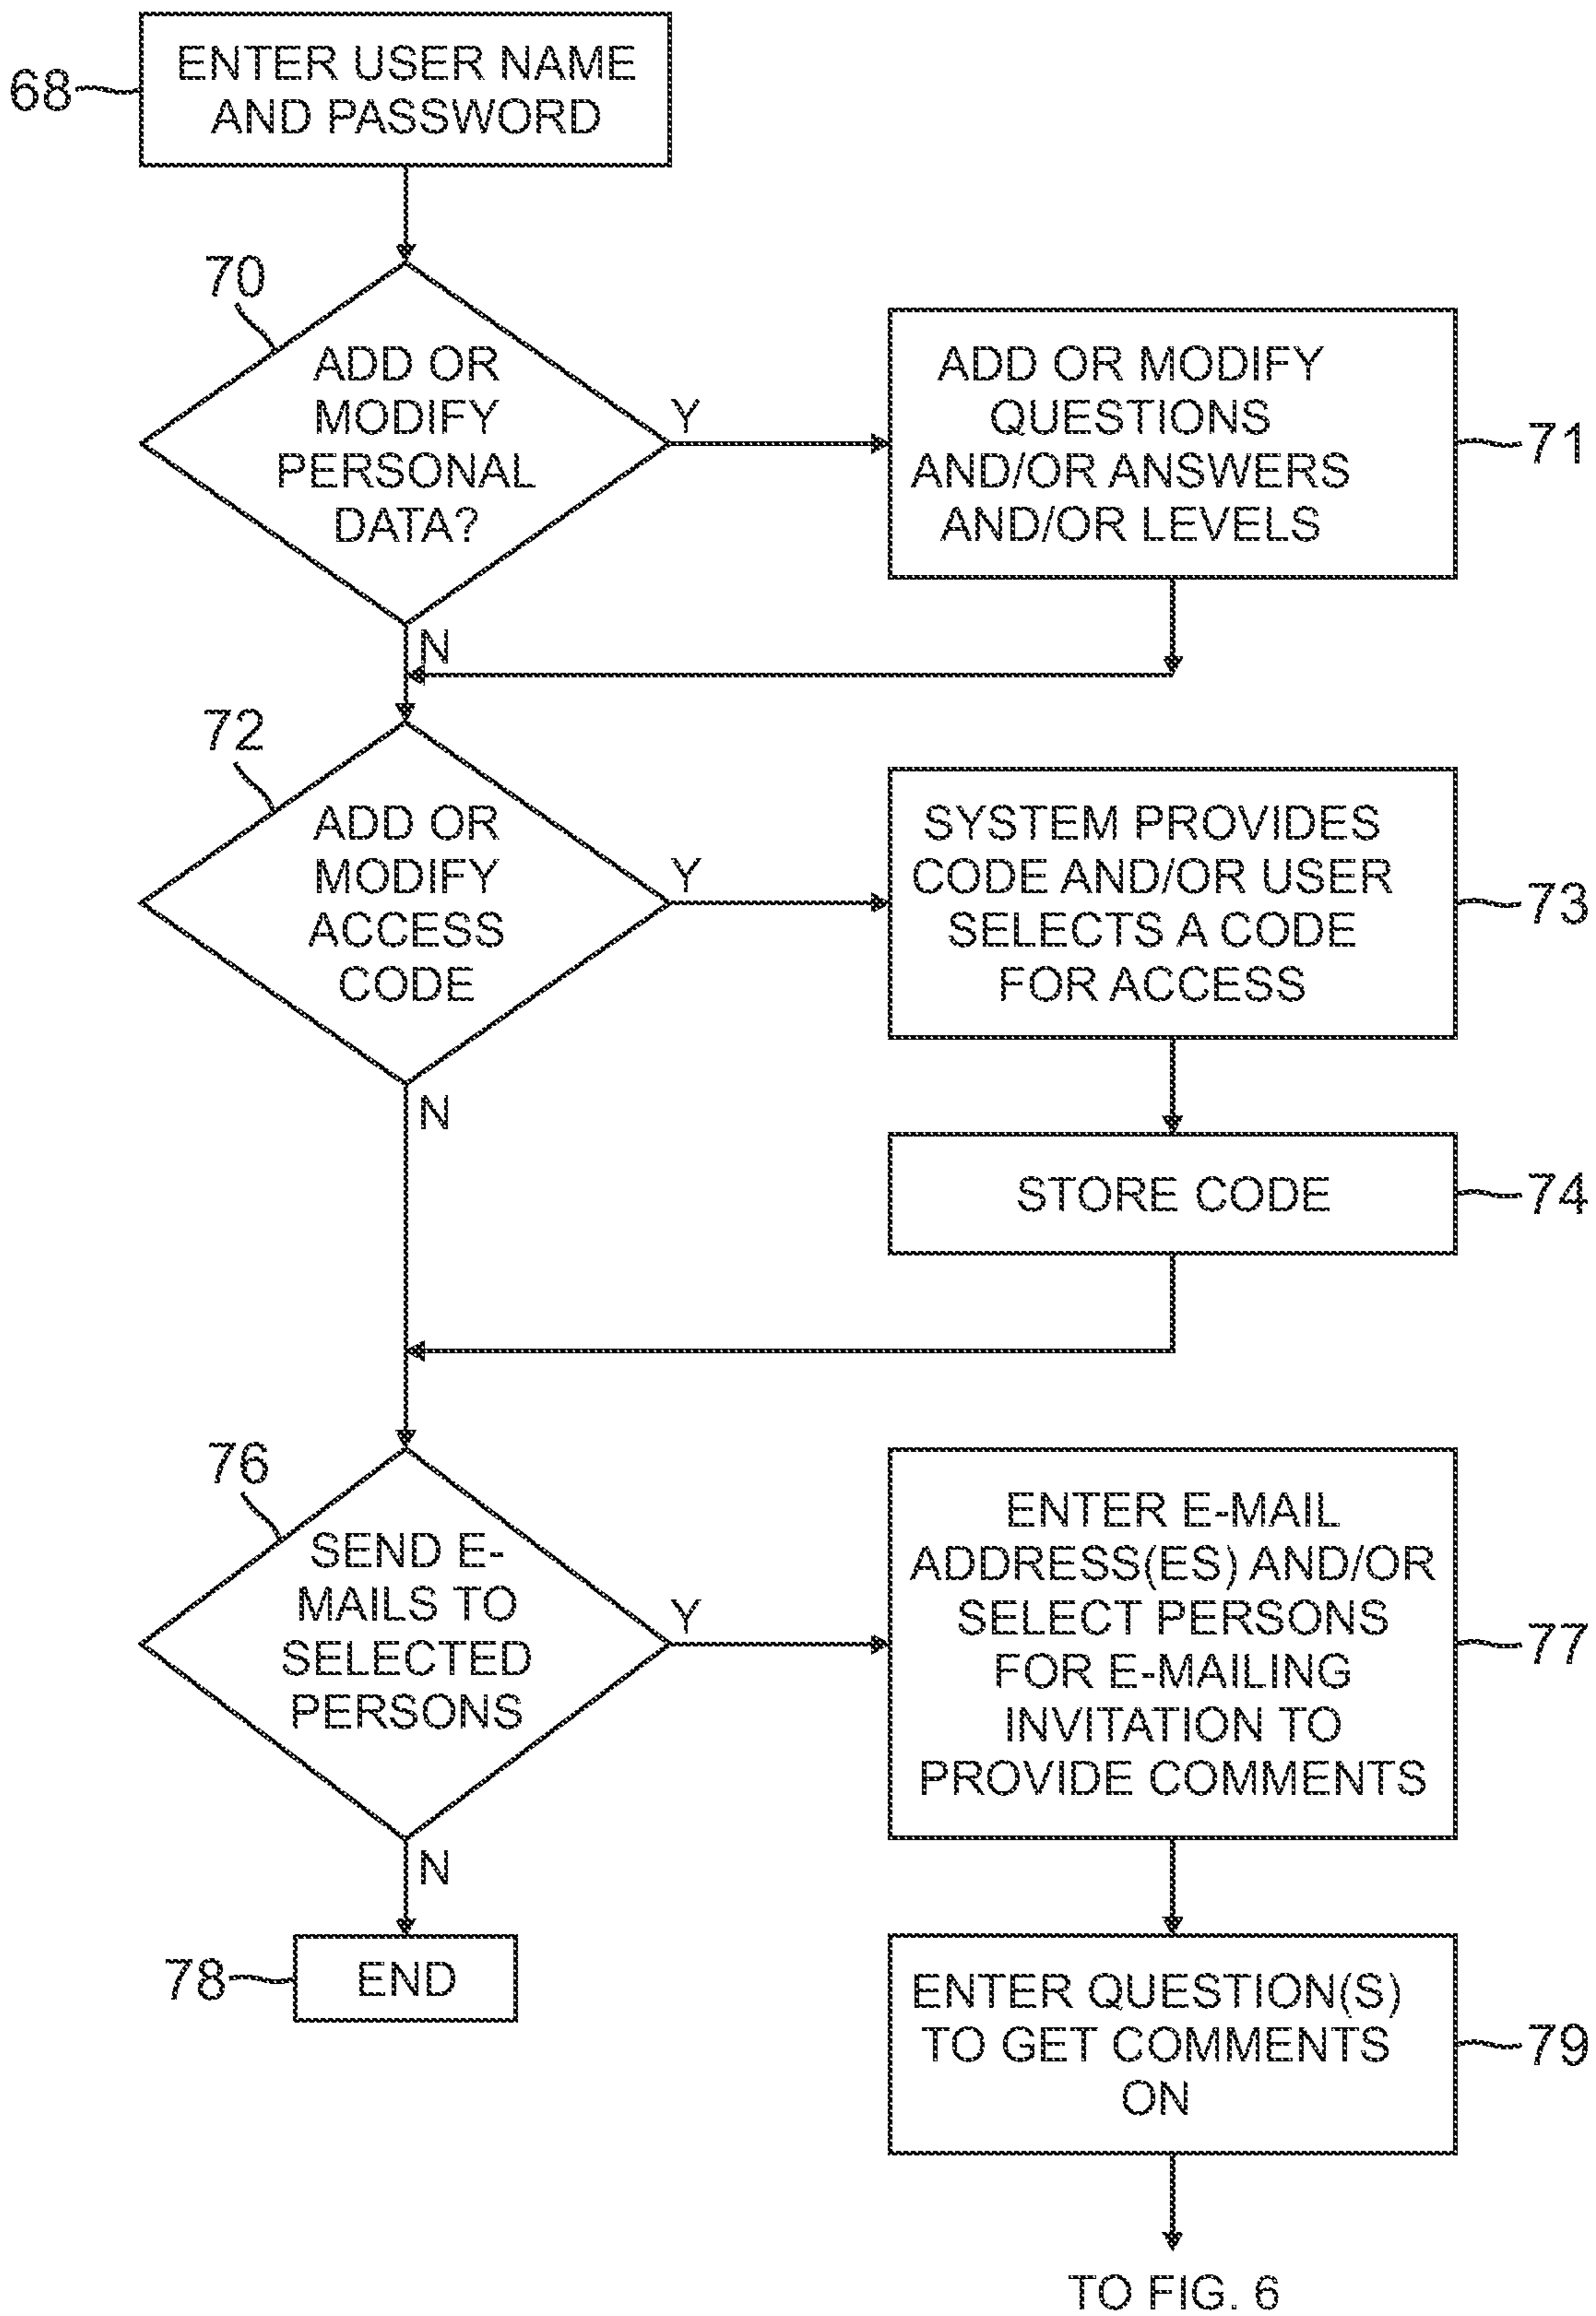 68
ENTER USER NAME
AND PASSWORD
70
ADD OR
MODIFY
PERSONAL
DATA?
Y
N
ADD OR MODIFY
QUESTIONS
AND/OR ANSWERS
AND/OR LEVELS
71
72
ADD OR
MODIFY
ACCESS
CODE
Y
N
SYSTEM PROVIDES
CODE AND/OR USER
SELECTS A CODE
FOR ACCESS
73
STORE CODE
74
76
SEND E-
MAILS TO
SELECTED
PERSONS
Y
N
ENTER E-MAIL
ADDRESS(ES) AND/OR
SELECT PERSONS
FOR E-MAILING
INVITATION TO
PROVIDE COMMENTS
77
78
END
ENTER QUESTION(S)
TO GET COMMENTS
ON
79
TO FIG. 6